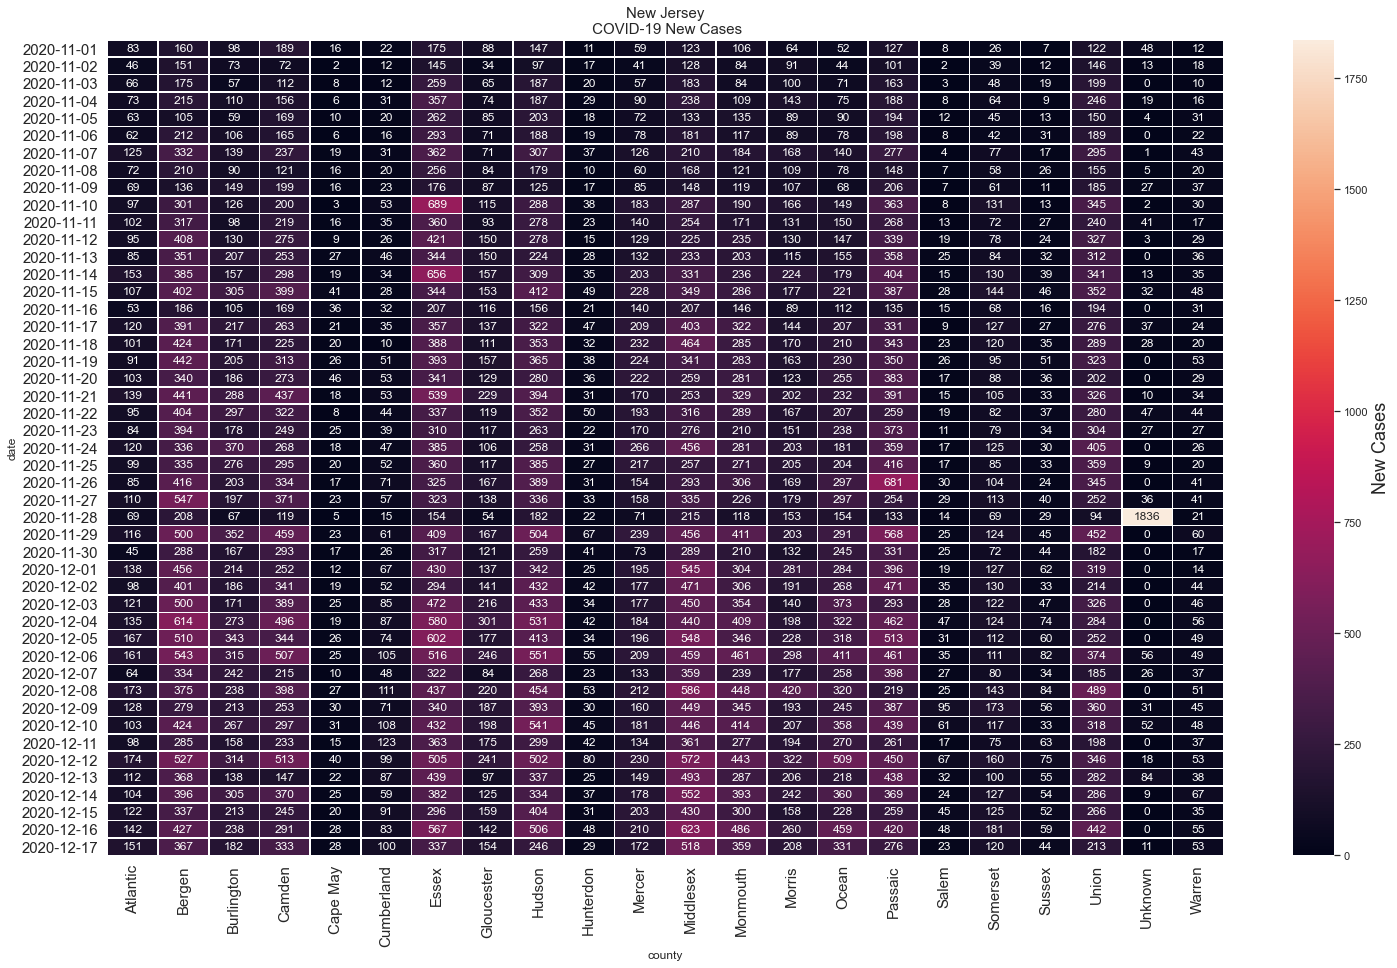 New Jersey
COVID-19 New Cases
2020-11-01 83 160 98 189 16 22 175 88 147 11 59 123 106 64 52 127 8 26 7 122 48 12
2020-11-02 46 151 73 72 2 12 145 34 97 17 41 128 84 91 44 101 2 39 12 146 13 18
2020-11-03 66 175 57 112 8 12 259 65 187 20 57 183 84 100 71 163 3 48 19 199 0 10
2020-11-04 73 215 110 156 6 31 357 74 187 29 90 238 109 143 75 188 8 64 9 246 19 16
2020-11-05 63 105 59 169 10 20 262 85 203 18 72 133 135 89 90 194 12 45 13 150 4 31
2020-11-06 62 212 106 165 6 16 293 71 188 19 78 181 117 89 78 198 8 42 31 189 0 22
2020-11-07 125 332 139 237 19 31 362 71 307 37 126 210 184 168 140 277 4 77 17 295 1 43
2020-11-08 72 210 90 121 16 20 256 84 179 10 60 168 121 109 78 148 7 58 26 155 5 20
2020-11-09 69 136 149 199 16 23 176 87 125 17 85 148 119 107 68 206 7 61 11 185 27 37
2020-11-10 97 301 126 200 3 53 689 115 288 38 183 287 190 166 149 363 8 131 13 345 2 30
2020-11-11 102 317 98 219 16 35 360 93 278 23 140 254 171 131 150 268 13 72 27 240 41 17
2020-11-12 95 408 130 275 9 26 421 150 278 15 129 225 235 130 147 339 19 78 24 327 3 29
2020-11-13 85 351 207 253 27 46 344 150 224 28 132 233 203 115 155 358 25 84 32 312 0 36
2020-11-14 153 385 157 298 19 34 656 157 309 35 203 331 236 224 179 404 15 130 39 341 13 35
2020-11-15 107 402 305 399 41 28 344 153 412 49 228 349 286 177 221 387 28 144 46 352 32 48
2020-11-16 53 186 105 169 36 32 207 116 156 21 140 207 146 89 112 135 15 68 16 194 0 31
2020-11-17 120 391 217 263 21 35 357 137 322 47 209 403 322 144 207 331 9 127 27 276 37 24
2020-11-18 101 424 171 225 20 10 388 111 353 32 232 464 285 170 210 343 23 120 35 289 28 20
2020-11-19 91 442 205 313 26 51 393 157 365 38 224 341 283 163 230 350 26 95 51 323 0 53
2020-11-20 103 340 186 273 46 53 341 129 280 36 222 259 281 123 255 383 17 88 36 202 0 29
2020-11-21 139 441 288 437 18 53 539 229 394 31 170 253 329 202 232 391 15 105 33 326 10 34
2020-11-22 95 404 297 322 8 44 337 119 352 50 193 316 289 167 207 259 19 82 37 280 47 44
2020-11-23 84 394 178 249 25 39 310 117 263 22 170 276 210 151 238 373 11 79 34 304 27 27
2020-11-24 120 336 370 268 18 47 385 106 258 31 266 456 281 203 181 359 17 125 30 405 0 26
2020-11-25 99 335 276 295 20 52 360 117 385 27 217 257 271 205 204 416 17 85 33 359 9 20
2020-11-26 85 416 203 334 17 71 325 167 389 31 154 293 306 169 297 681 30 104 24 345 0 41
2020-11-27 110 547 197 371 23 57 323 138 336 33 158 335 226 179 297 254 24 113 40 252 36 41
2020-11-28 69 208 67 119 5 15 154 54 182 22 71 215 118 153 154 133 14 69 29 94 1836 21
2020-11-29 116 500 352 459 23 61 409 167 504 67 239 456 411 203 291 568 25 124 45 452 0 60
2020-11-30 45 288 167 293 17 26 317 121 259 41 73 289 210 132 245 331 25 72 44 182 0 17
2020-12-01 138 456 214 252 12 67 430 137 342 25 195 545 304 281 284 396 19 127 62 319 0 14
2020-12-02 98 401 186 341 19 52 294 141 432 42 177 471 306 191 268 471 35 130 33 214 0 44
2020-12-03 121 500 171 389 25 85 472 216 433 34 177 450 354 140 373 293 28 122 47 326 0 46
2020-12-04 135 614 273 496 19 87 580 301 531 42 184 440 409 198 322 462 47 124 74 284 0 56
2020-12-05 167 510 343 344 26 74 602 177 413 34 196 548 346 228 318 513 31 112 60 252 0 49
2020-12-06 161 543 315 507 25 105 516 246 551 55 209 459 461 298 411 461 35 111 82 374 56 49
2020-12-07 64 334 242 215 10 48 322 84 268 23 133 359 239 177 258 398 27 80 34 185 26 37
2020-12-08 173 375 238 398 27 111 437 220 454 53 212 586 448 420 320 219 25 143 84 489 0 51
2020-12-09 128 279 213 253 30 71 340 187 393 30 160 449 345 193 245 387 95 173 56 360 31 45
2020-12-10 103 424 267 297 31 108 432 198 541 45 181 446 414 207 358 439 61 117 33 318 52 48
2020-12-11 98 285 158 233 15 123 363 175 299 42 134 361 277 194 270 261 17 75 63 198 0 37
2020-12-12 174 527 314 513 40 99 505 241 502 80 230 572 443 322 509 450 67 160 75 346 18 53
2020-12-13 112 368 138 147 22 87 439 97 337 25 149 493 287 206 218 438 32 100 55 282 84 38
2020-12-14 104 396 305 370 25 59 382 125 334 37 178 552 393 242 360 369 24 127 54 286 9 67
2020-12-15 122 337 213 245 20 91 296 159 404 31 203 430 300 158 228 259 45 125 52 266 0 35
2020-12-16 142 427 238 291 28 83 567 142 506 48 210 623 486 260 459 420 48 181 59 442 0 55
2020-12-17 151 367 182 333 28 100 337 154 246 29 172 518 359 208 331 276 23 120 44 213 11 53
date
Atlantic Bergen Burlington Camden Cape May Cumberland Essex Gloucester Hudson Hunterdon Mercer Middlesex Monmouth Morris Ocean Passaic Salem Somerset Sussex Union Unknown Warren
county
1750
1500
1250
1000
750
500
250
0
New Cases